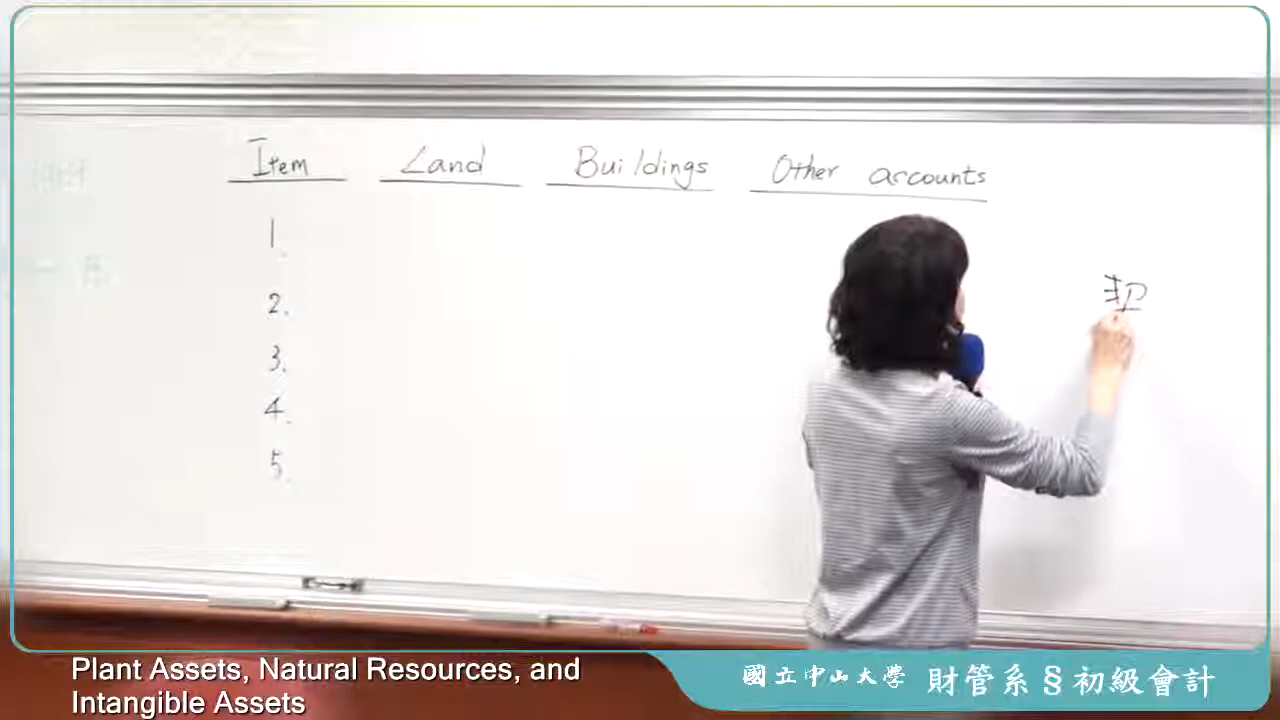 Item Land Buildings Other accounts
1.
2.
3.
4.
5.
Plant Assets, Natural Resources, and
Intangible Assets
國立中山大學 財管系§初級會計